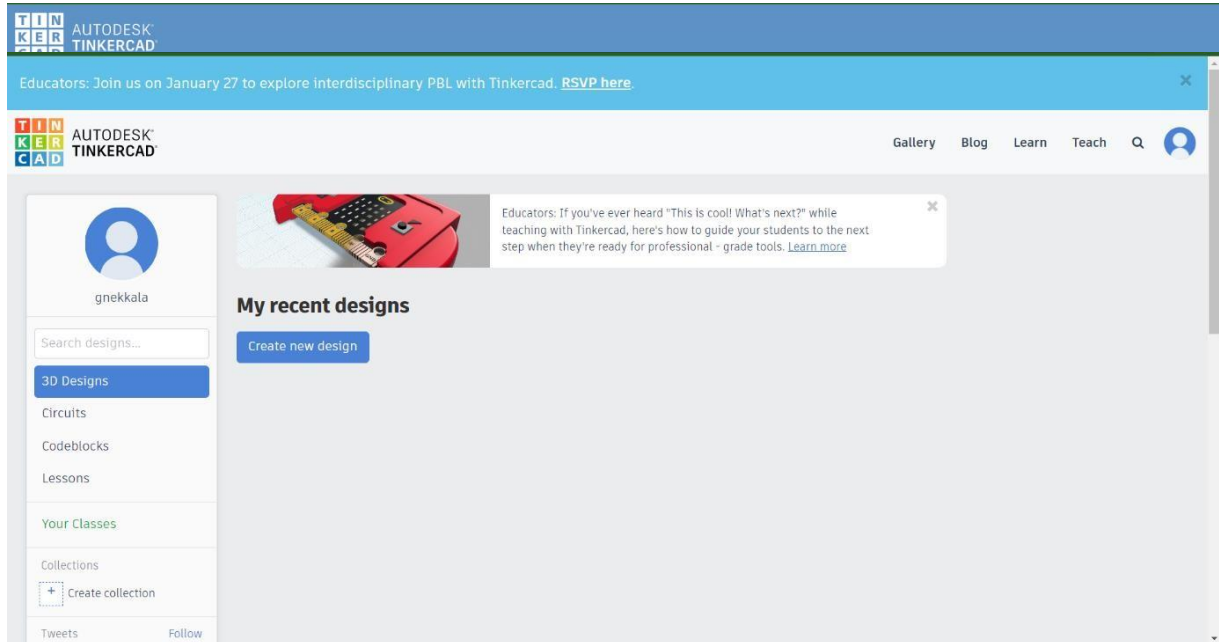 TIN
KER
CAD
AUTODESK®
TINKERCAD®
Educators: Join us on January 27 to explore interdisciplinary PBL with Tinkercad. RSVP here.
TIN
KER
CAD
AUTODESK®
TINKERCAD®
Gallery Blog Learn Teach
Educators: If you've ever heard "This is cool! What's next?" while
teaching with Tinkercad, here's how to guide your students to the next
step when they're ready for professional - grade tools. Learn more
gnekkala
My recent designs
Search designs...
Create new design
3D Designs
Circuits
Codeblocks
Lessons
Your Classes
Collections
+ Create collection
Tweets Follow